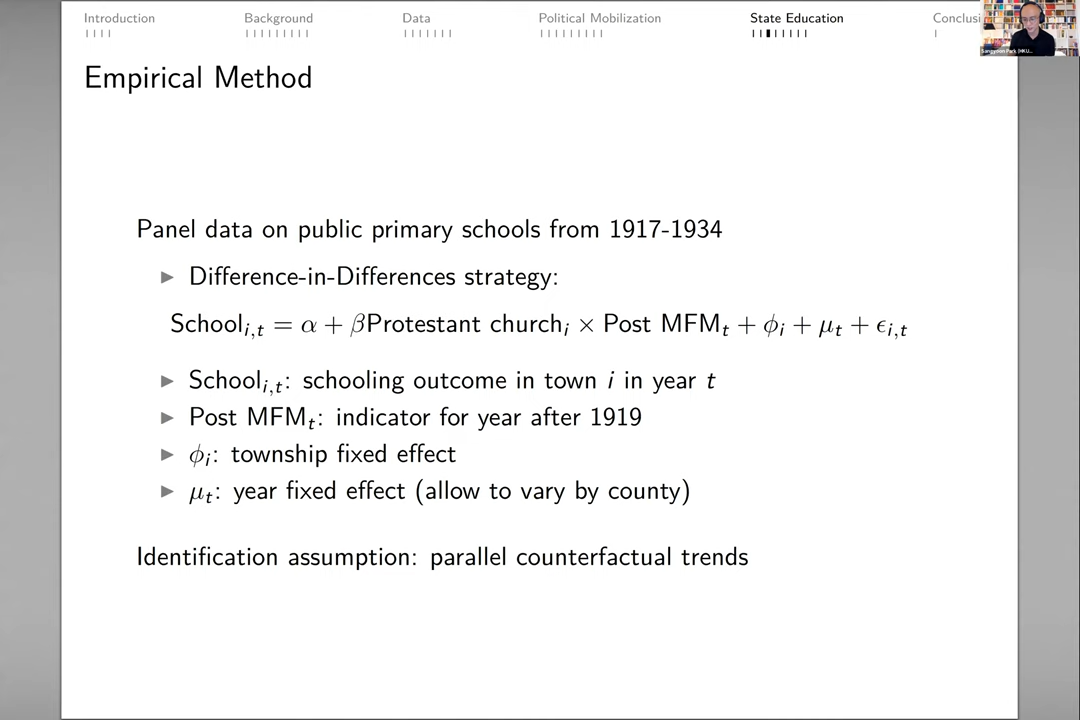 Introduction Background Data Political Mobilization State Education Conclusi
Empirical Method
Panel data on public primary schools from 1917-1934
► Difference-in-Differences strategy:
School_{i,t} = α + βProtestant church_i × Post MFM_t + ϕ_i + μ_t + ϵ_{i,t}
► School_{i,t}: schooling outcome in town i in year t
► Post MFM_t: indicator for year after 1919
► ϕ_i: township fixed effect
► μ_t: year fixed effect (allow to vary by county)
Identification assumption: parallel counterfactual trends
Sangyoon Park (HKU...